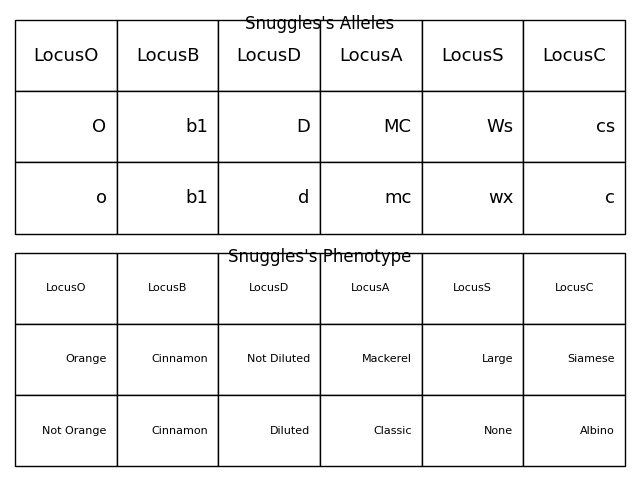 Snuggles's Alleles
LocusO LocusB LocusD LocusA LocusS LocusC
O b1 D MC Ws cs
o b1 d mc wx c
Snuggles's Phenotype
LocusO LocusB LocusD LocusA LocusS LocusC
Orange Cinnamon Not Diluted Mackerel Large Siamese
Not Orange Cinnamon Diluted Classic None Albino